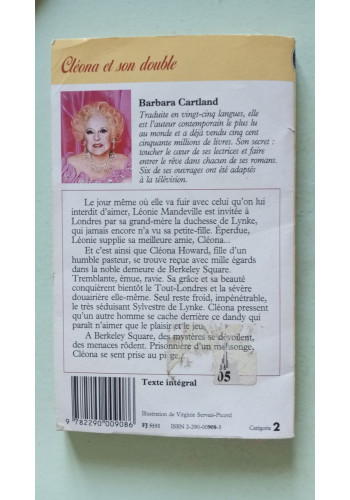 Cléona et son double
Barbara Cartland
Traduite en vingt-cinq langues, elle
est l'auteur contemporain le plus lu
au monde et a déjà vendu cinq cent
cinquante millions de livres. Son secret :
toucher le cœur de ses lectrices et faire
entrer le rêve dans chacun de ses romans.
Six de ses ouvrages ont été adaptés
à la télévision.
Le jour même où elle va fuir avec celui qu'on lui
interdit d'aimer, Léonie Mandeville est invitée à
Londres par sa grand-mère la duchesse de Lynke,
qui jamais encore n'a vu sa petite-fille. Éperdue,
Léonie supplie sa meilleure amie, Cléona...
Et c'est ainsi que Cléona Howard, fille d'un
humble pasteur, se trouve reçue avec mille égards
dans la noble demeure de Berkeley Square.
Tremblante, émue, ravie. Sa grâce et sa beauté
conquièrent bientôt le Tout-Londres et la sévère
douairière elle-même. Seul reste froid, impénétrable,
le très séduisant Sylvestre de Lynke. Cléona pressent
qu'un autre homme se cache derrière ce dandy qui
paraît n'aimer que le plaisir et le jeu.
A Berkeley Square, des mystères se dévoilent,
des menaces rôdent. Prisonnière d'un mensonge,
Cléona se sent prise au
05
Texte intégral
Illustration de Virginie
9 782290 009086
ISBN 2-290-00908-
Catégorie 2